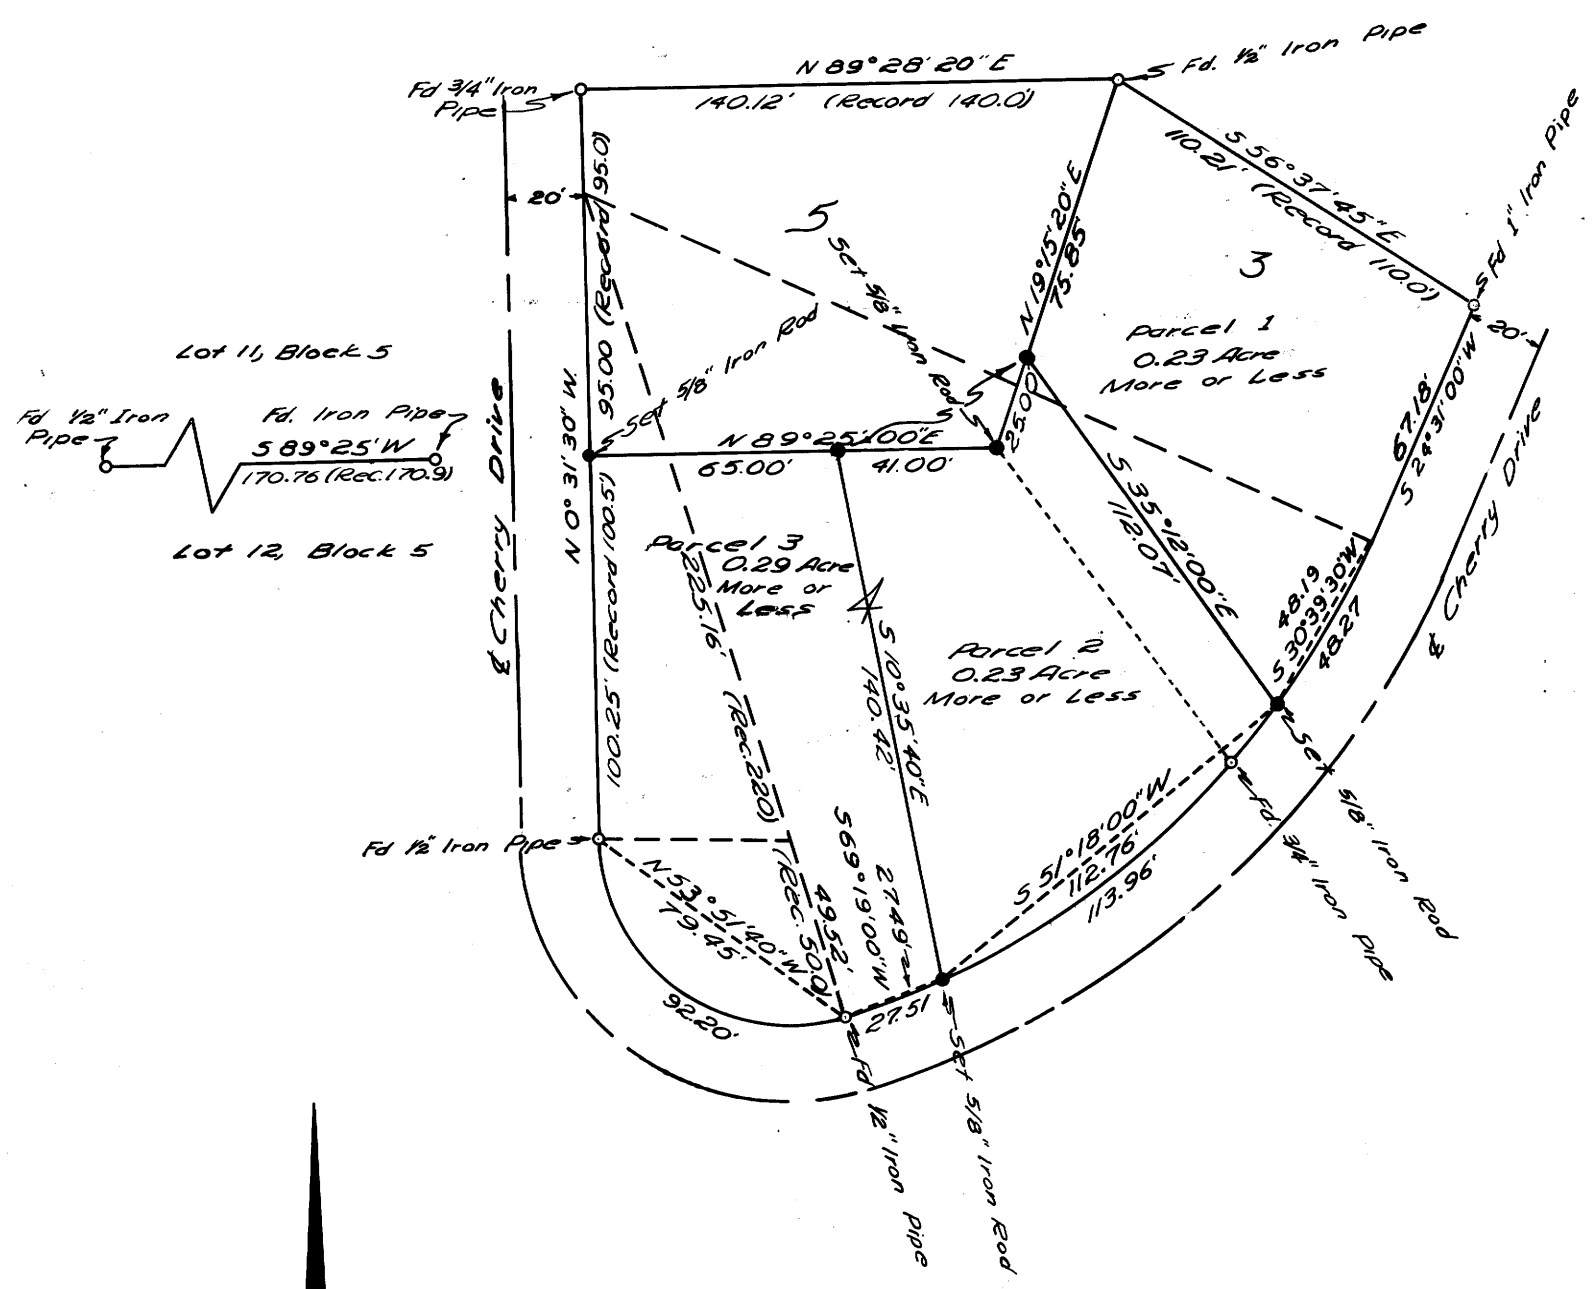 N 89° 28' 20" E
140.12' (Record 140.0')
Fd 3/4" Iron
Pipe
Fd. 1/2" Iron Pipe
S 56° 37' 45" E
110.21' (Record 110.0')
Fd 1" Iron Pipe
20'
95.00 (Record 95.0)
N 0° 31' 30" W.
5
Set 5/8" Iron Rod
N 19° 15' 20" E
75.85'
25.00'
3
Parcel 1
0.23 Acre
More or Less
20'
67.18'
S 24° 31' 00" W
℄ Cherry Drive
Lot 11, Block 5
Fd 1/2" Iron
Pipe
Fd. Iron Pipe
S 89° 25' W
170.76 (Rec. 170.9)
Lot 12, Block 5
℄ Cherry Drive
Set 5/8" Iron Rod
N 89° 25' 00" E
65.00'
41.00'
S 35° 12' 00" E
112.07'
48.19
S 30° 39' 30" W
48.27
Parcel 3
0.29 Acre
More or
Less
4
225.16' (Rec. 220)
100.25' (Record 100.5')
S 10° 35' 40" E
140.42'
Parcel 2
0.23 Acre
More or Less
Set 5/8" Iron Rod
Fd. 3/4" Iron Pipe
S 51° 18' 00" W
112.76'
113.96'
Fd 1/2" Iron Pipe
N 53° 51' 40" W
79.45'
92.20'
49.52'
(Rec. 50.0)
S 69° 19' 00" W
27.49'
27.51
Fd 1/2" Iron Pipe
Set 5/8" Iron Rod